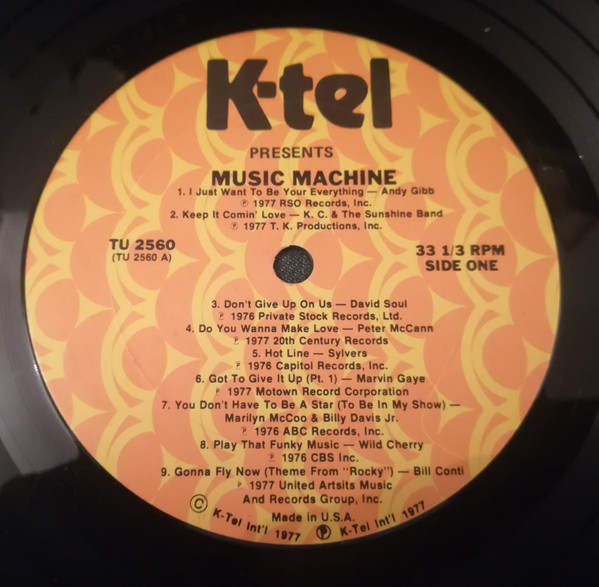 K-tel
PRESENTS
MUSIC MACHINE
1. I Just Want To Be Your Everything — Andy Gibb
℗ 1977 RSO Records, Inc.
2. Keep It Comin' Love — K. C. & The Sunshine Band
℗ 1977 T. K. Productions, Inc.
TU 2560
(TU 2560 A)
33 1/3 RPM
SIDE ONE
3. Don't Give Up On Us — David Soul
℗ 1976 Private Stock Records, Ltd.
4. Do You Wanna Make Love — Peter McCann
℗ 1977 20th Century Records
5. Hot Line — Sylvers
℗ 1976 Capitol Records, Inc.
6. Got To Give It Up (Pt. 1) — Marvin Gaye
℗ 1977 Motown Record Corporation
7. You Don't Have To Be A Star (To Be In My Show) —
Marilyn McCoo & Billy Davis Jr.
℗ 1976 ABC Records, Inc.
8. Play That Funky Music — Wild Cherry
℗ 1976 CBS Inc.
9. Gonna Fly Now (Theme From "Rocky") — Bill Conti
℗ 1977 United Artsits Music
And Records Group, Inc.
Made in U.S.A.
© K-Tel Int'l 1977 ℗ K-Tel Int'l 1977